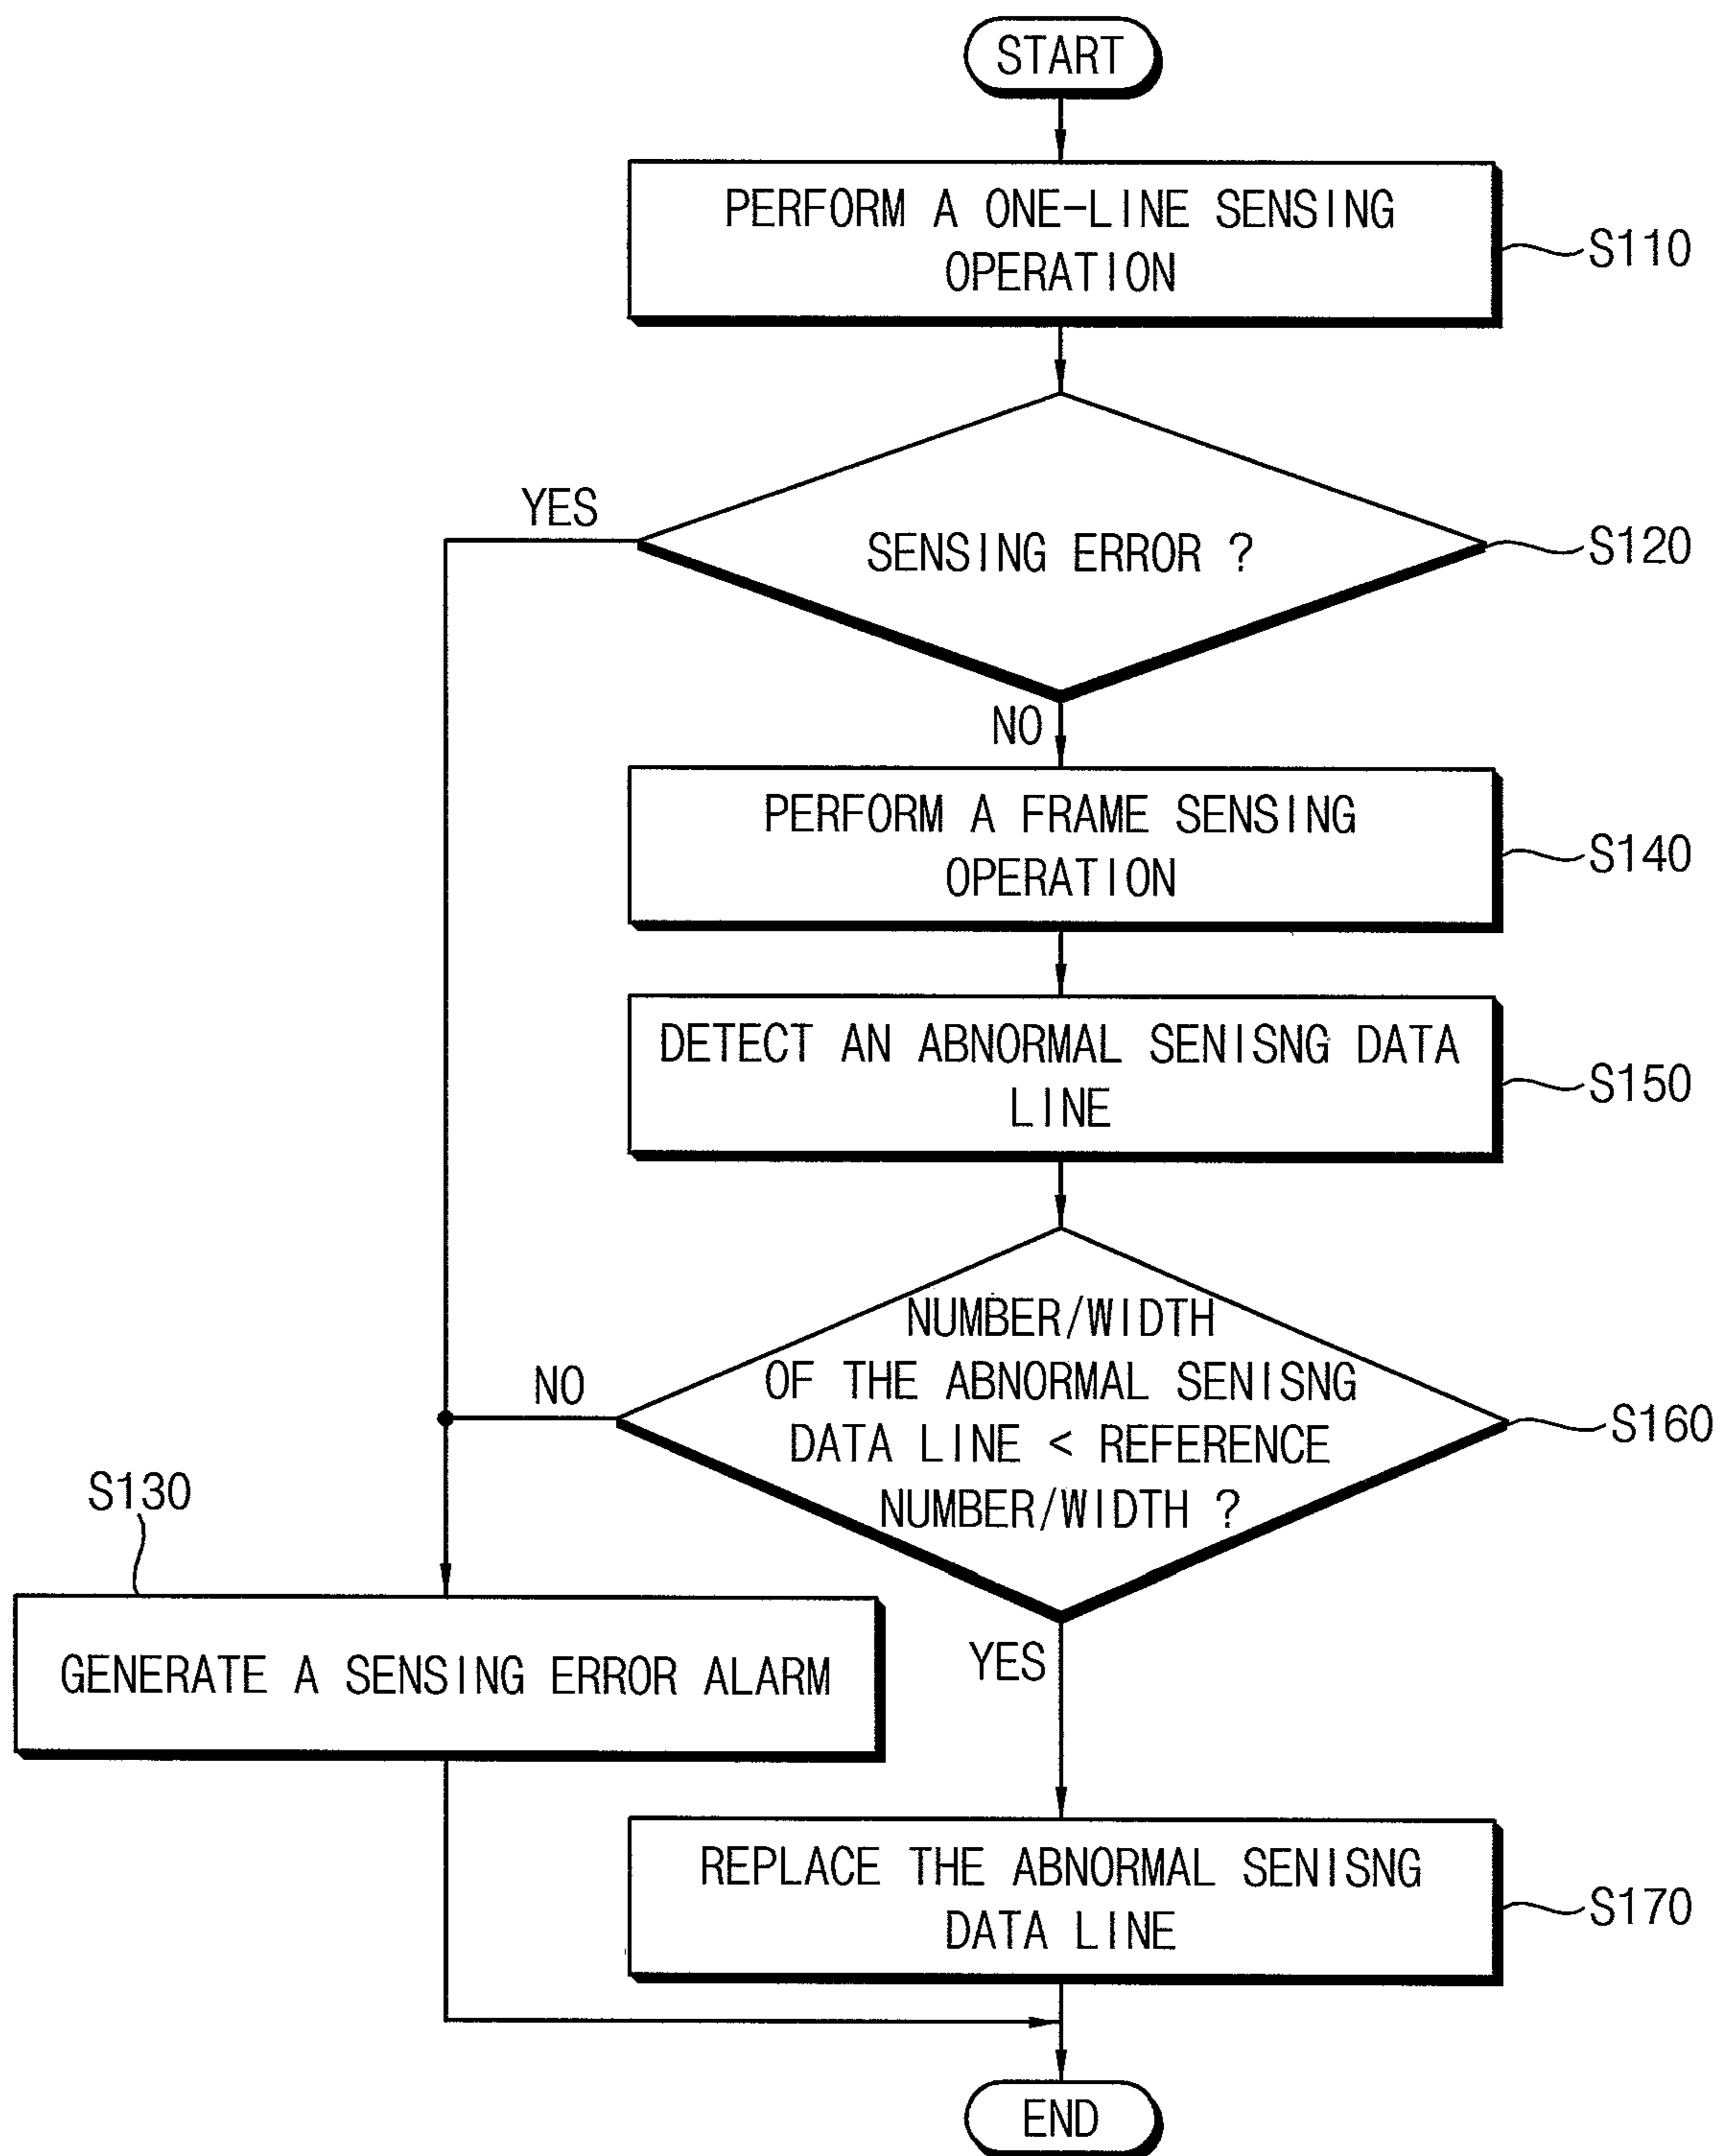 START
PERFORM A ONE-LINE SENSING
OPERATION
S110
YES
SENSING ERROR ?
S120
NO
PERFORM A FRAME SENSING
OPERATION
S140
DETECT AN ABNORMAL SENISNG DATA
LINE
S150
NUMBER/WIDTH
OF THE ABNORMAL SENISNG
DATA LINE < REFERENCE
NUMBER/WIDTH ?
NO
S160
S130
GENERATE A SENSING ERROR ALARM
YES
REPLACE THE ABNORMAL SENISNG
DATA LINE
S170
END